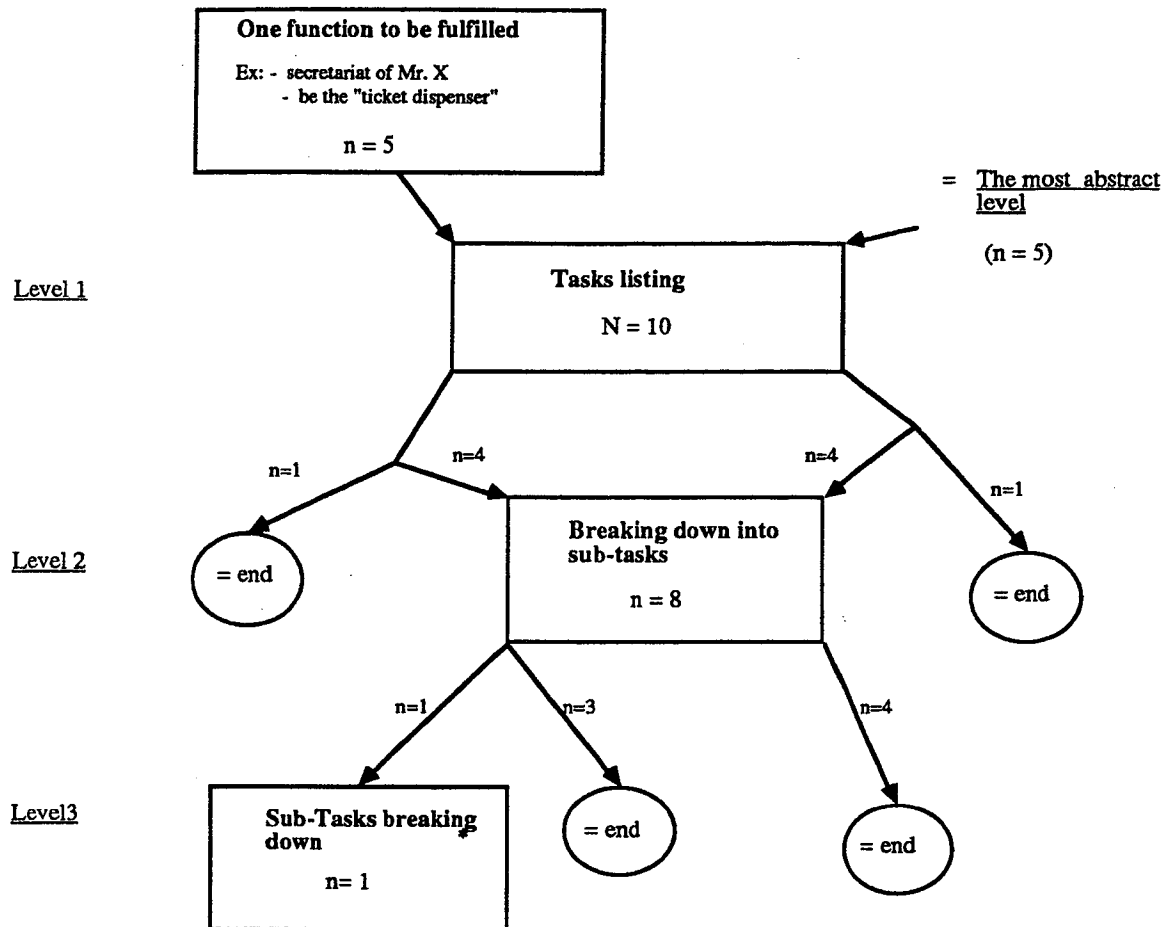 One function to be fulfilled
Ex: - secretariat of Mr. X
- be the "ticket dispenser"
n = 5
= The most abstract
level
(n = 5)
Level 1
Tasks listing
N = 10
n=1
n=4
n=4
n=1
Level 2
= end
Breaking down into
sub-tasks
n = 8
= end
n=1
n=3
n=4
Level3
Sub-Tasks breaking
down
*
n= 1
= end
= end